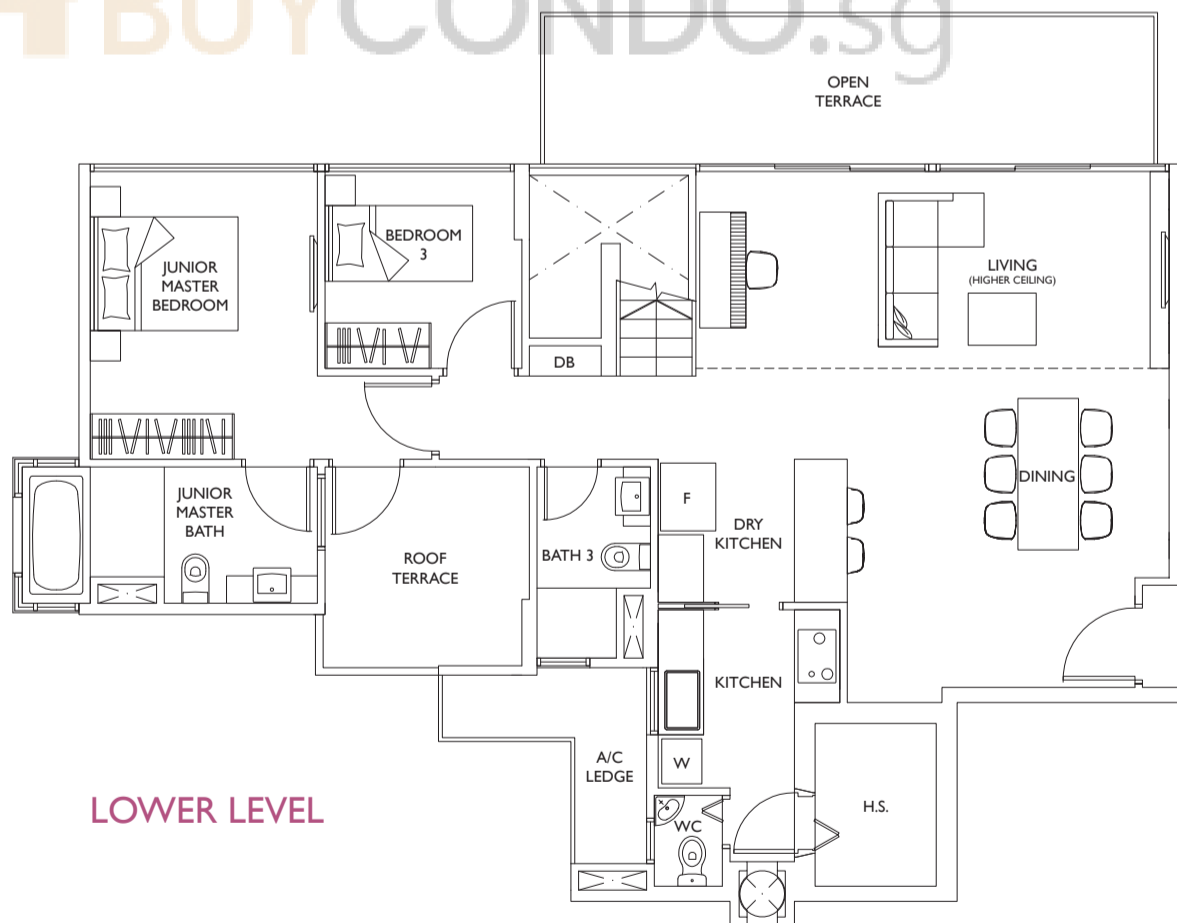 BUYCONDO.sg
OPEN
TERRACE
BEDROOM
3
JUNIOR
MASTER
BEDROOM
LIVING
(HIGHER CEILING)
DB
DINING
JUNIOR
MASTER
BATH
F
DRY
KITCHEN
BATH 3
ROOF
TERRACE
KITCHEN
A/C
LEDGE
W
H.S.
WC
LOWER LEVEL